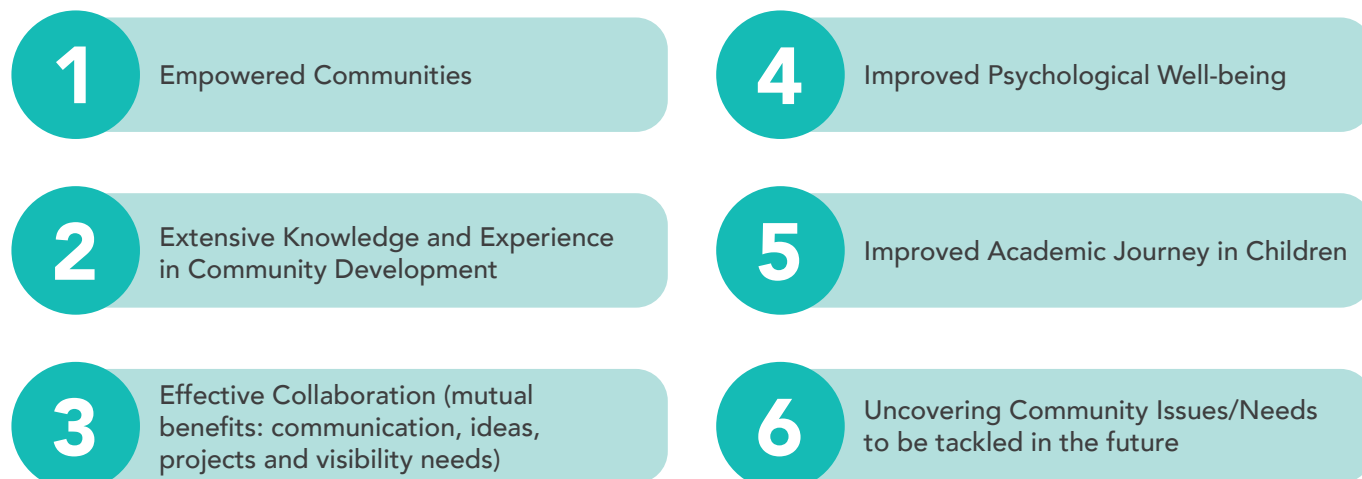 1
Empowered Communities
2
Extensive Knowledge and Experience
in Community Development
3
Effective Collaboration (mutual
benefits: communication, ideas,
projects and visibility needs)
4
Improved Psychological Well-being
5
Improved Academic Journey in Children
6
Uncovering Community Issues/Needs
to be tackled in the future